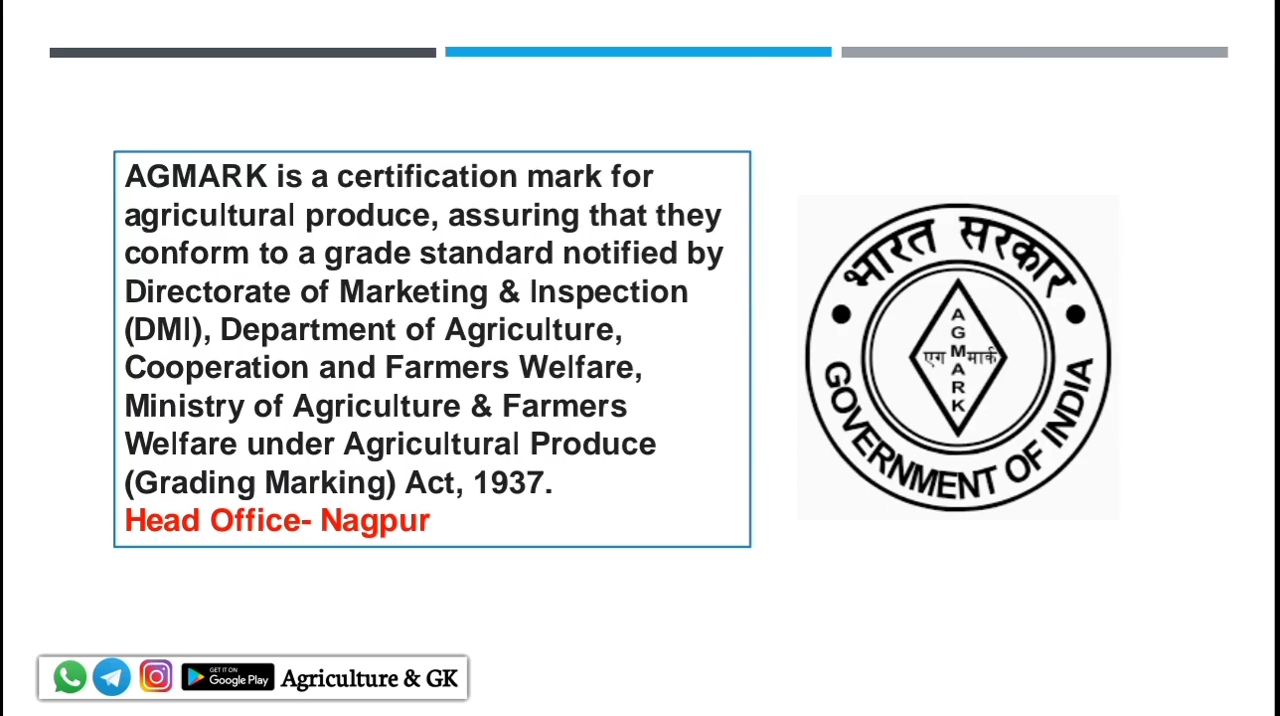 AGMARK is a certification mark for
agricultural produce, assuring that they
conform to a grade standard notified by
Directorate of Marketing & Inspection
(DMI), Department of Agriculture,
Cooperation and Farmers Welfare,
Ministry of Agriculture & Farmers
Welfare under Agricultural Produce
(Grading Marking) Act, 1937.
Head Office- Nagpur
भारत सरकार
AGMARK
एग मार्क
GOVERNMENT OF INDIA
GET IT ON
Google Play
Agriculture & GK